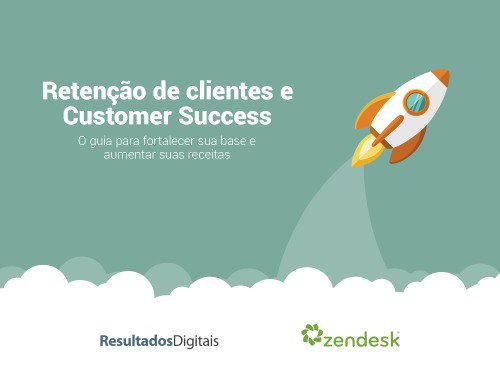 Retenção de clientes e
Customer Success
O guia para fortalecer sua base e
aumentar suas receitas
ResultadosDigitais
zendesk